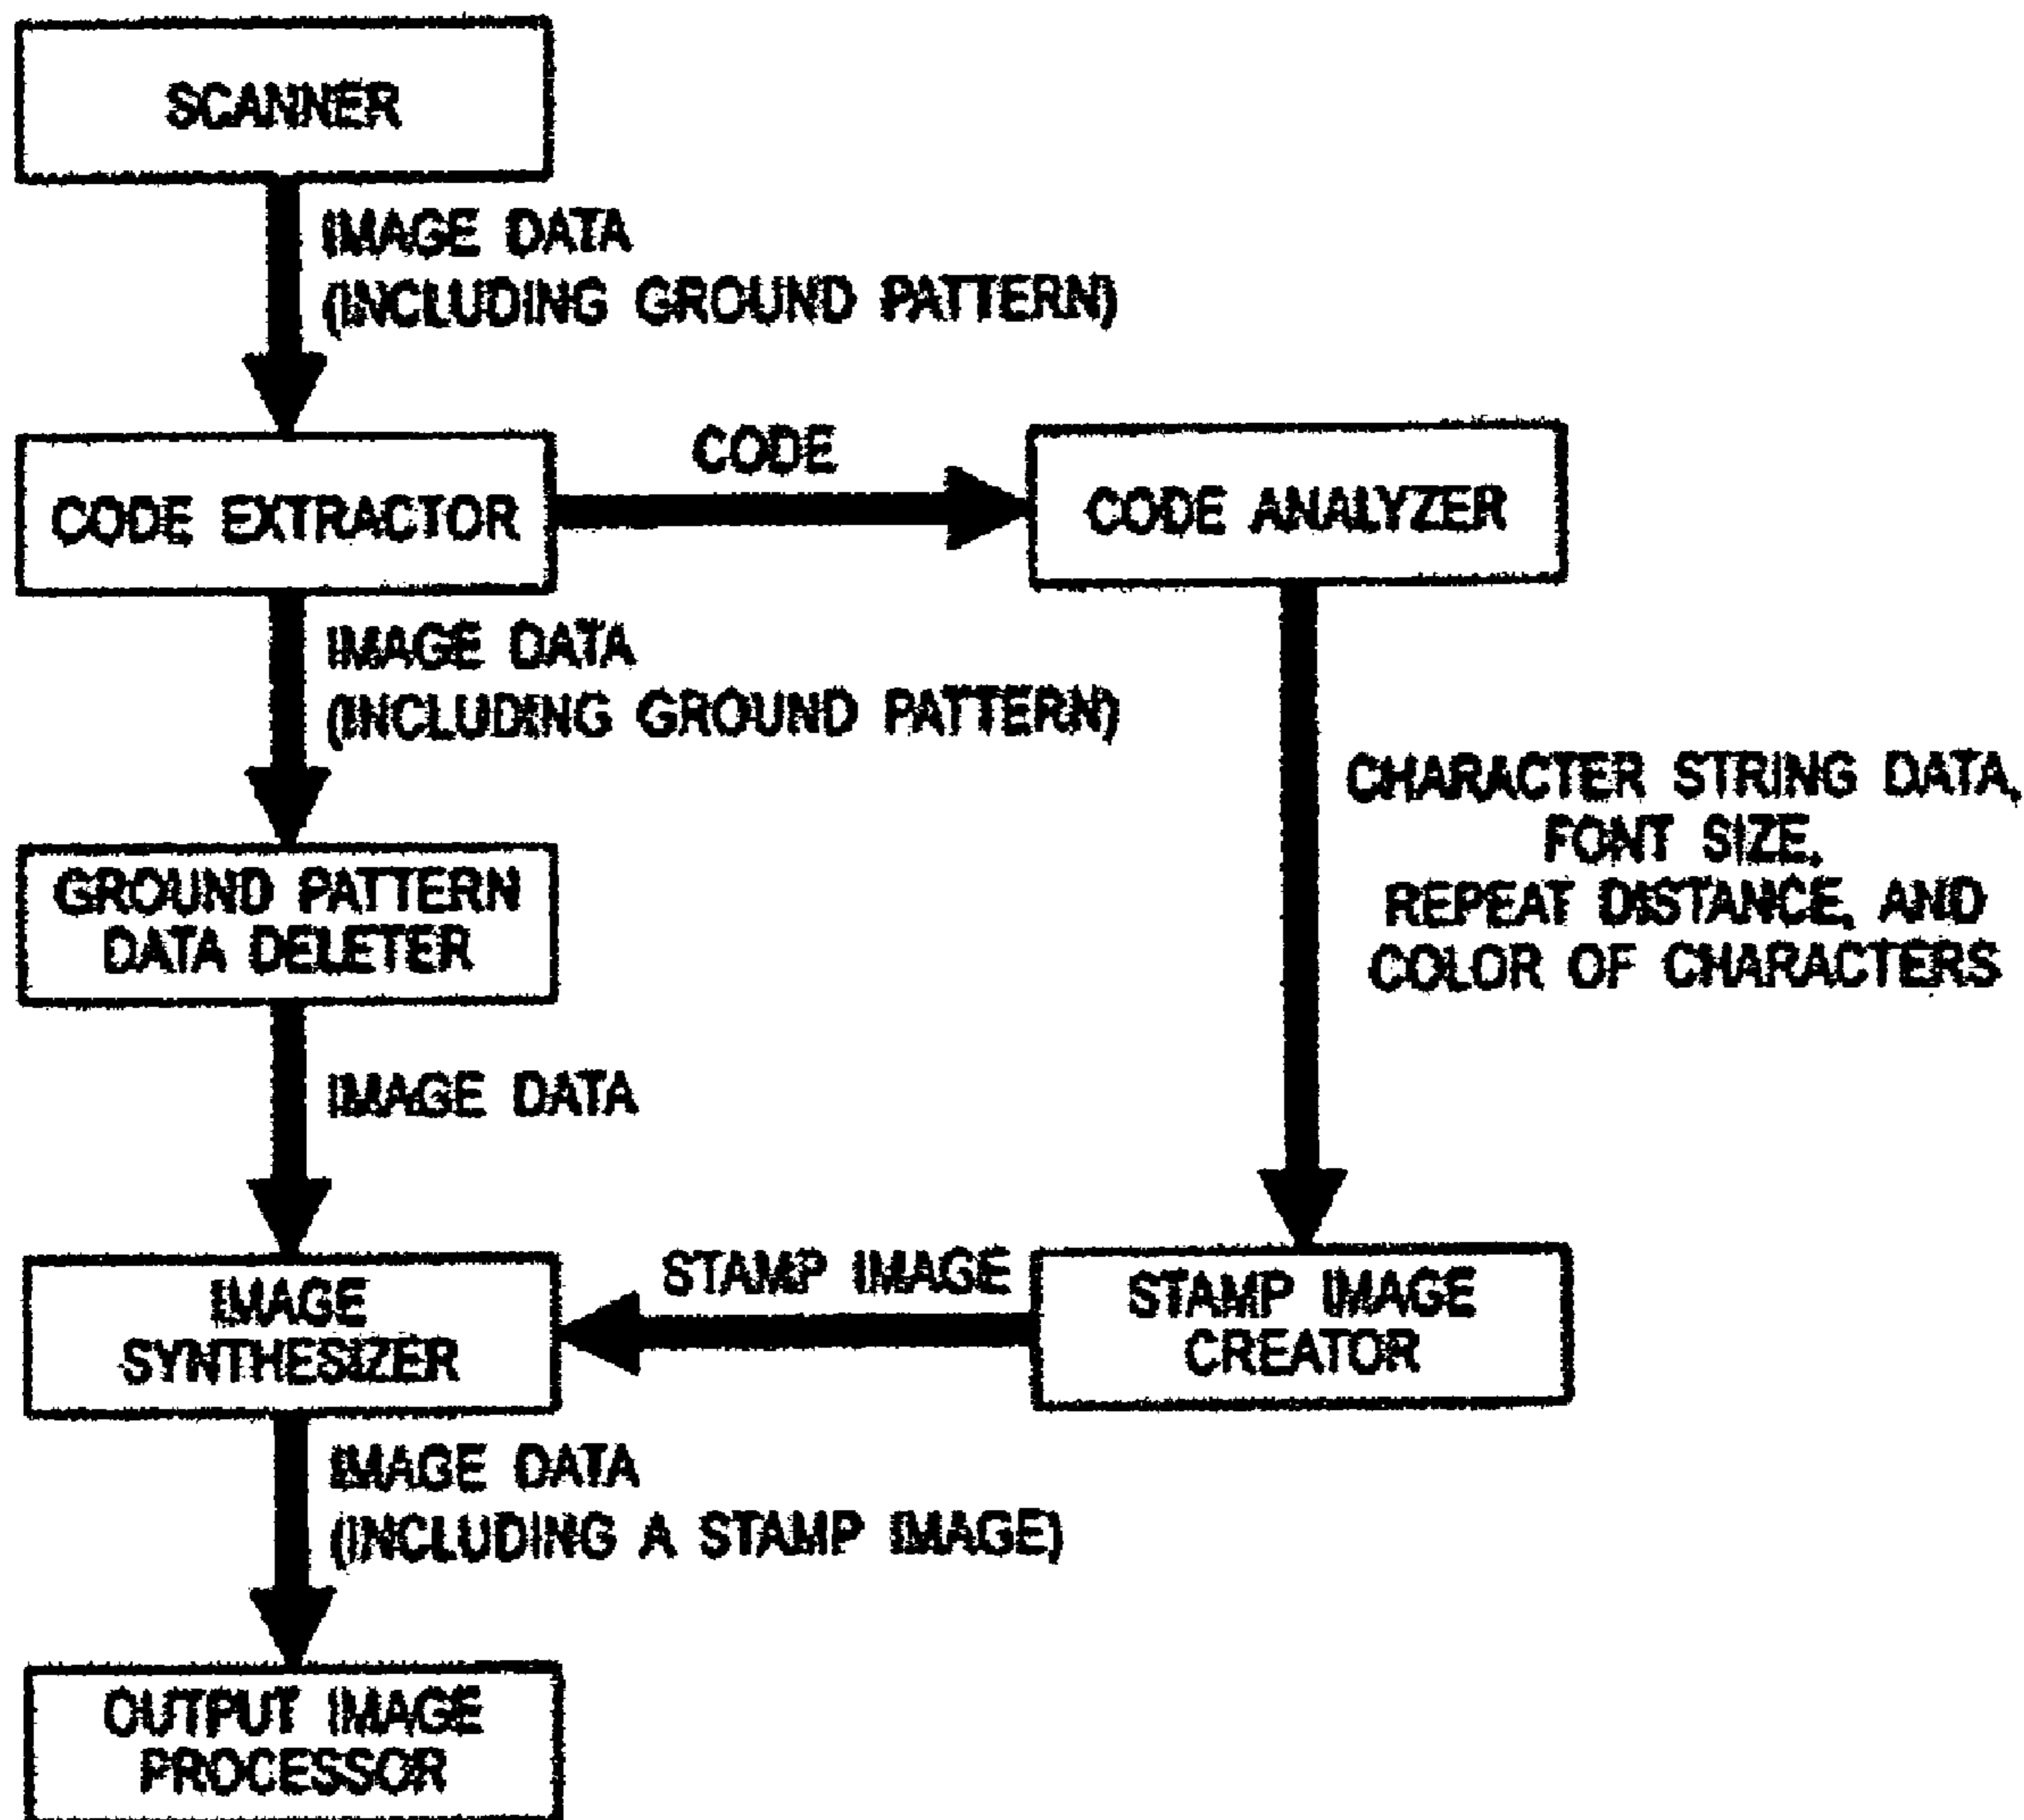 SCANNER
IMAGE DATA
(INCLUDING GROUND PATTERN)
CODE
CODE EXTRACTOR
CODE ANALYZER
IMAGE DATA
(INCLUDING GROUND PATTERN)
CHARACTER STRING DATA,
FONT SIZE,
REPEAT DISTANCE, AND
COLOR OF CHARACTERS
GROUND PATTERN
DATA DELETER
IMAGE DATA
STAMP IMAGE
IMAGE
SYNTHESIZER
STAMP IMAGE
CREATOR
IMAGE DATA
(INCLUDING A STAMP IMAGE)
OUTPUT IMAGE
PROCESSOR